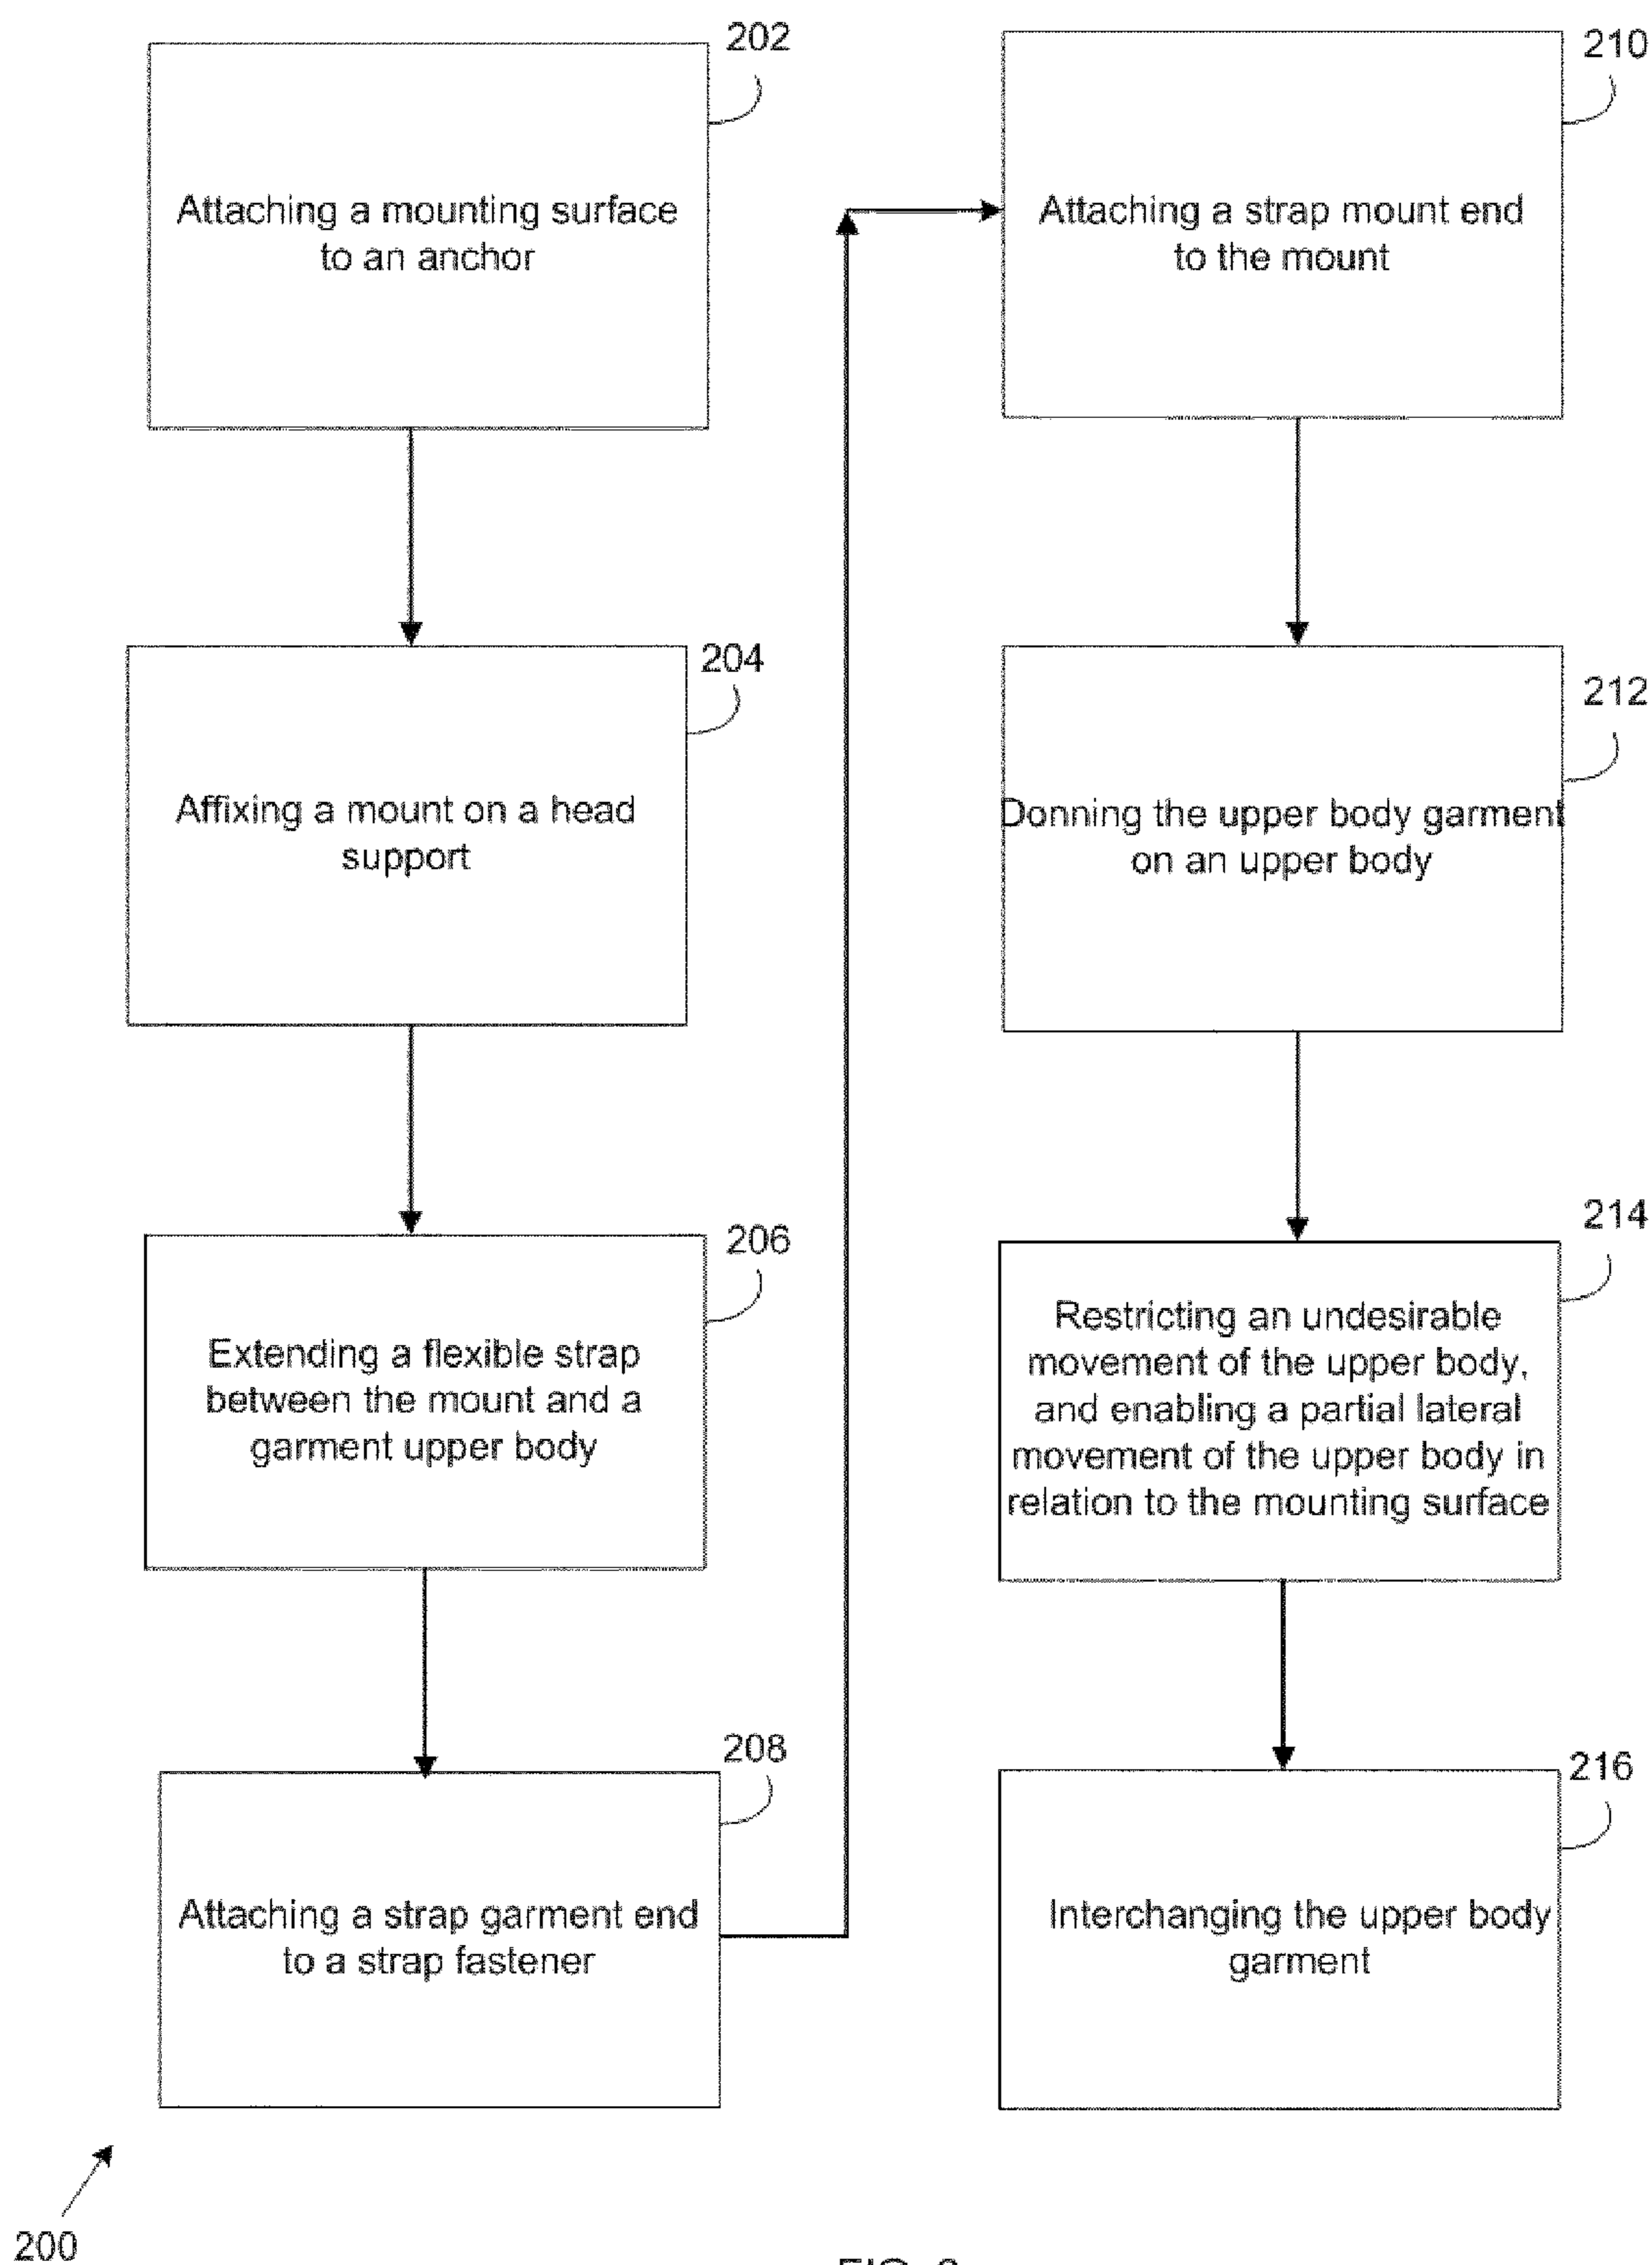 202
Attaching a mounting surface
to an anchor
204
Affixing a mount on a head
support
206
Extending a flexible strap
between the mount and a
garment upper body
208
Attaching a strap garment end
to a strap fastener
210
Attaching a strap mount end
to the mount
212
Donning the upper body garment
on an upper body
214
Restricting an undesirable
movement of the upper body,
and enabling a partial lateral
movement of the upper body in
relation to the mounting surface
216
Interchanging the upper body
garment
200
FIG.